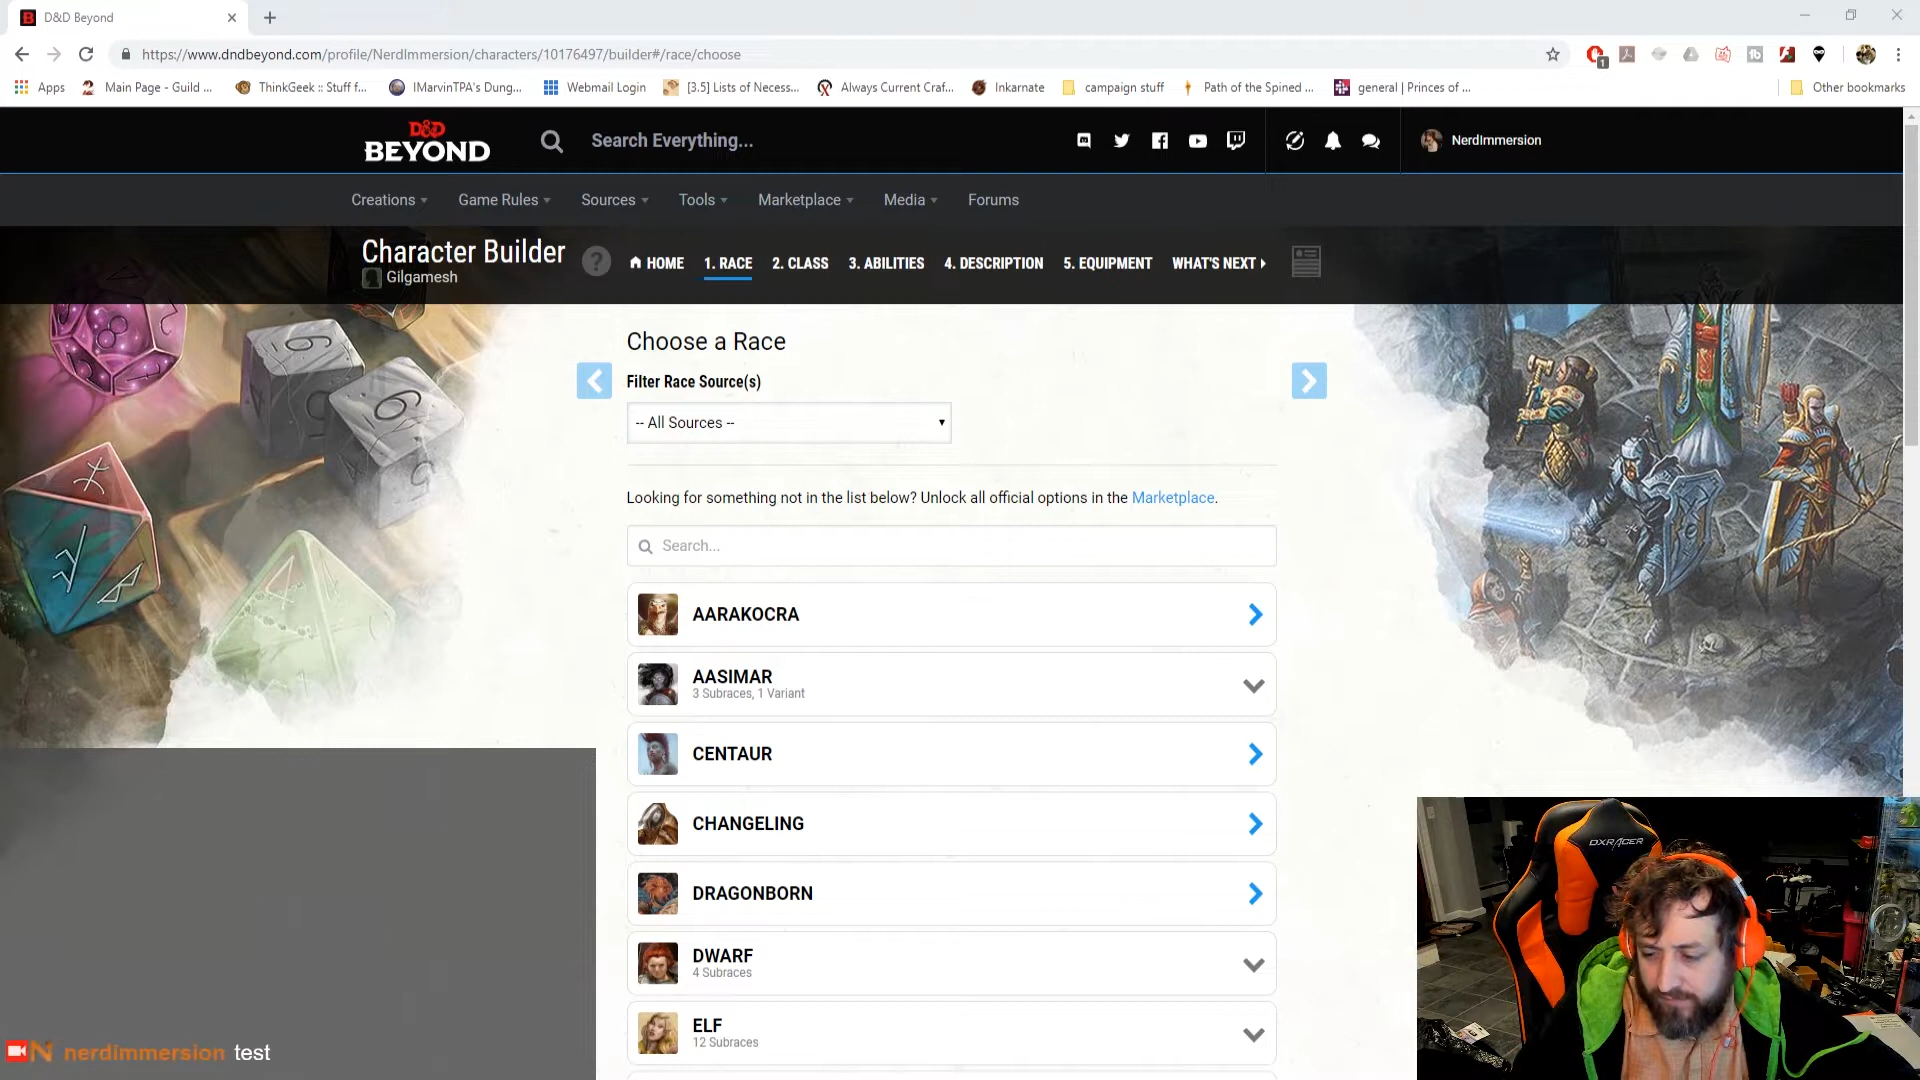 D&D Beyond
https://www.dndbeyond.com/profile/NerdImmersion/characters/10176497/builder#/race/choose
1
Apps
Main Page - Guild ...
ThinkGeek :: Stuff f...
IMarvinTPA's Dung...
Webmail Login
[3.5] Lists of Necess...
Always Current Craf...
Inkarnate
campaign stuff
Path of the Spined ...
general | Princes of ...
Other bookmarks
D&D
BEYOND
Search Everything...
NerdImmersion
Creations
Game Rules
Sources
Tools
Marketplace
Media
Forums
Character Builder
Gilgamesh
?
HOME
1. RACE
2. CLASS
3. ABILITIES
4. DESCRIPTION
5. EQUIPMENT
WHAT'S NEXT
Choose a Race
Filter Race Source(s)
-- All Sources --
Looking for something not in the list below? Unlock all official options in the Marketplace.
Search...
AARAKOCRA
AASIMAR
3 Subraces, 1 Variant
CENTAUR
CHANGELING
DRAGONBORN
DWARF
4 Subraces
ELF
12 Subraces
DXRACER
nerdimmersion test